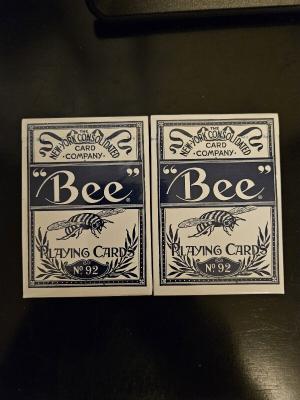 THE
NEW-YORK CONSOLIDATED
CARD
COMPANY
“Bee”®
PLAYING CARDS
No 92
THE
NEW-YORK CONSOLIDATED
CARD
COMPANY
“Bee”®
PLAYING CARDS
No 92